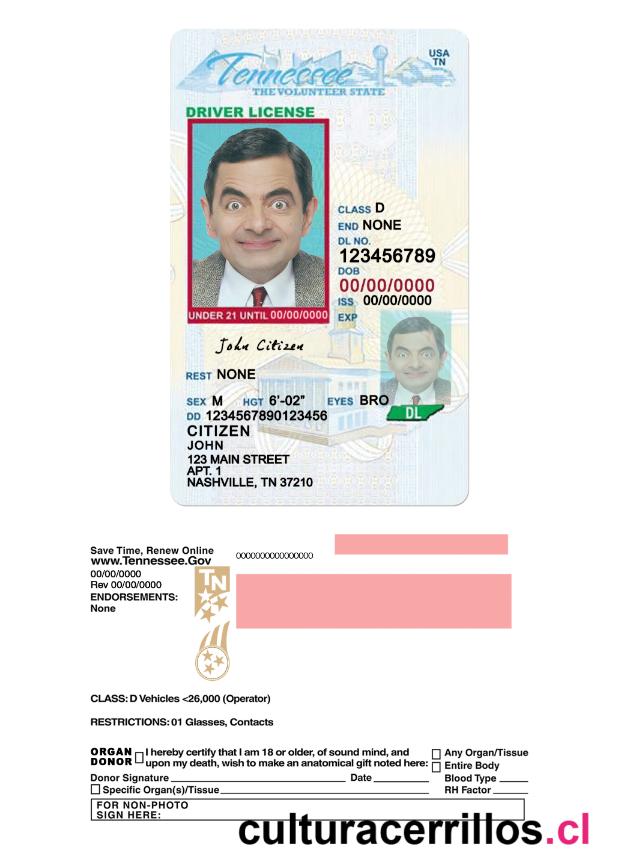 Tennessee
THE VOLUNTEER STATE
USA
TN
DRIVER LICENSE
CLASS D
END NONE
DL NO.
123456789
DOB
00/00/0000
ISS 00/00/0000
EXP
UNDER 21 UNTIL 00/00/0000
John Citizen
REST NONE
SEX M HGT 6'-02" EYES BRO
DL
DD 1234567890123456
CITIZEN
JOHN
123 MAIN STREET
APT. 1
NASHVILLE, TN 37210
Save Time, Renew Online
www.Tennessee.Gov
0000000000000000
00/00/0000
Rev 00/00/0000
ENDORSEMENTS:
None
TN
CLASS: D Vehicles <26,000 (Operator)
RESTRICTIONS: 01 Glasses, Contacts
ORGAN
DONOR
I hereby certify that I am 18 or older, of sound mind, and
upon my death, wish to make an anatomical gift noted here:
Any Organ/Tissue
Entire Body
Donor Signature Date Blood Type
Specific Organ(s)/Tissue RH Factor
FOR NON-PHOTO
SIGN HERE:
culturacerrillos.cl